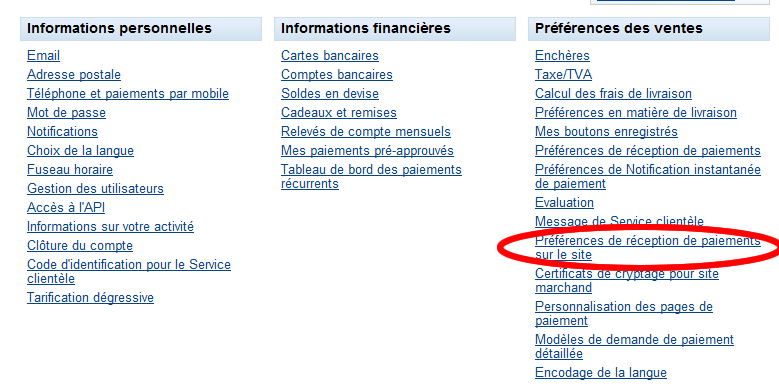 Informations personnelles
Email
Adresse postale
Téléphone et paiements par mobile
Mot de passe
Notifications
Choix de la langue
Fuseau horaire
Gestion des utilisateurs
Accès à l'API
Informations sur votre activité
Clôture du compte
Code d'identification pour le Service
clientèle
Tarification dégressive
Informations financières
Cartes bancaires
Comptes bancaires
Soldes en devise
Cadeaux et remises
Relevés de compte mensuels
Mes paiements pré-approuvés
Tableau de bord des paiements
récurrents
Préférences des ventes
Enchères
Taxe/TVA
Calcul des frais de livraison
Préférences en matière de livraison
Mes boutons enregistrés
Préférences de réception de paiements
Préférences de Notification instantanée
de paiement
Evaluation
Message de Service clientèle
Préférences de réception de paiements
sur le site
Certificats de cryptage pour site
marchand
Personnalisation des pages de
paiement
Modèles de demande de paiement
détaillée
Encodage de la langue